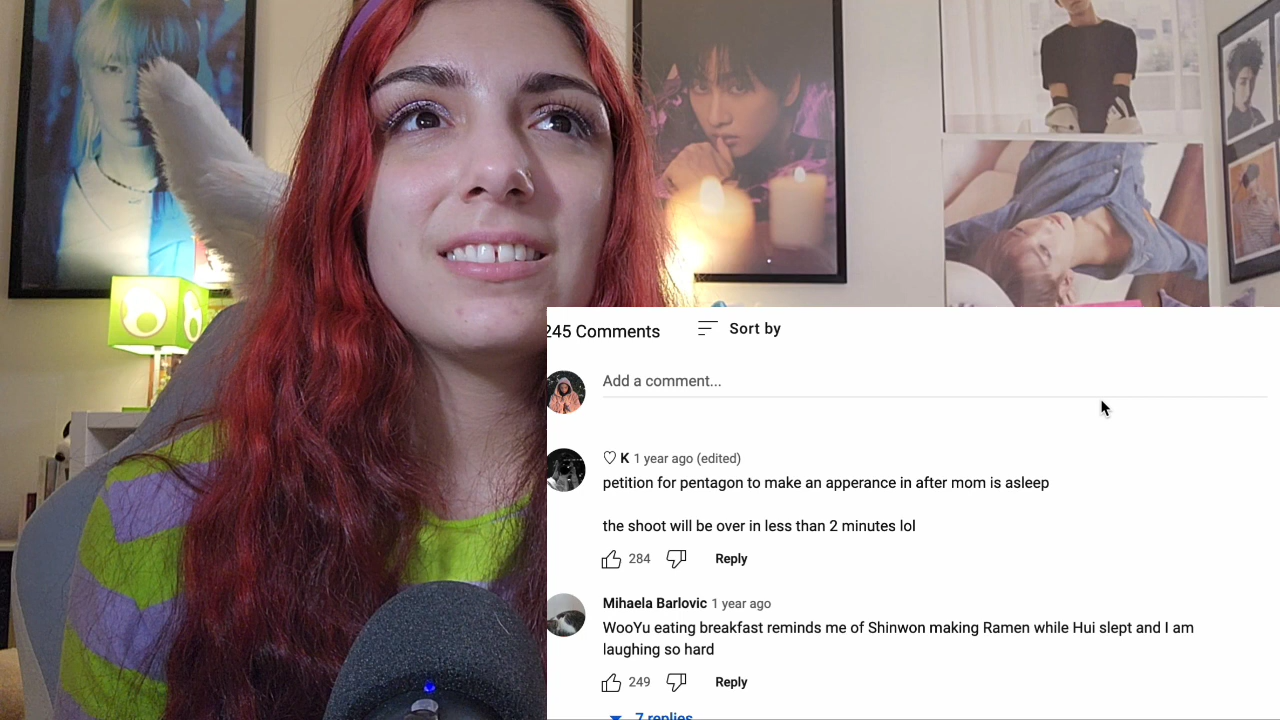 245 Comments
Sort by
Add a comment...
♡ K 1 year ago (edited)
petition for pentagon to make an apperance in after mom is asleep
the shoot will be over in less than 2 minutes lol
284
Reply
Mihaela Barlovic 1 year ago
WooYu eating breakfast reminds me of Shinwon making Ramen while Hui slept and I am
laughing so hard
249
Reply
7 replies